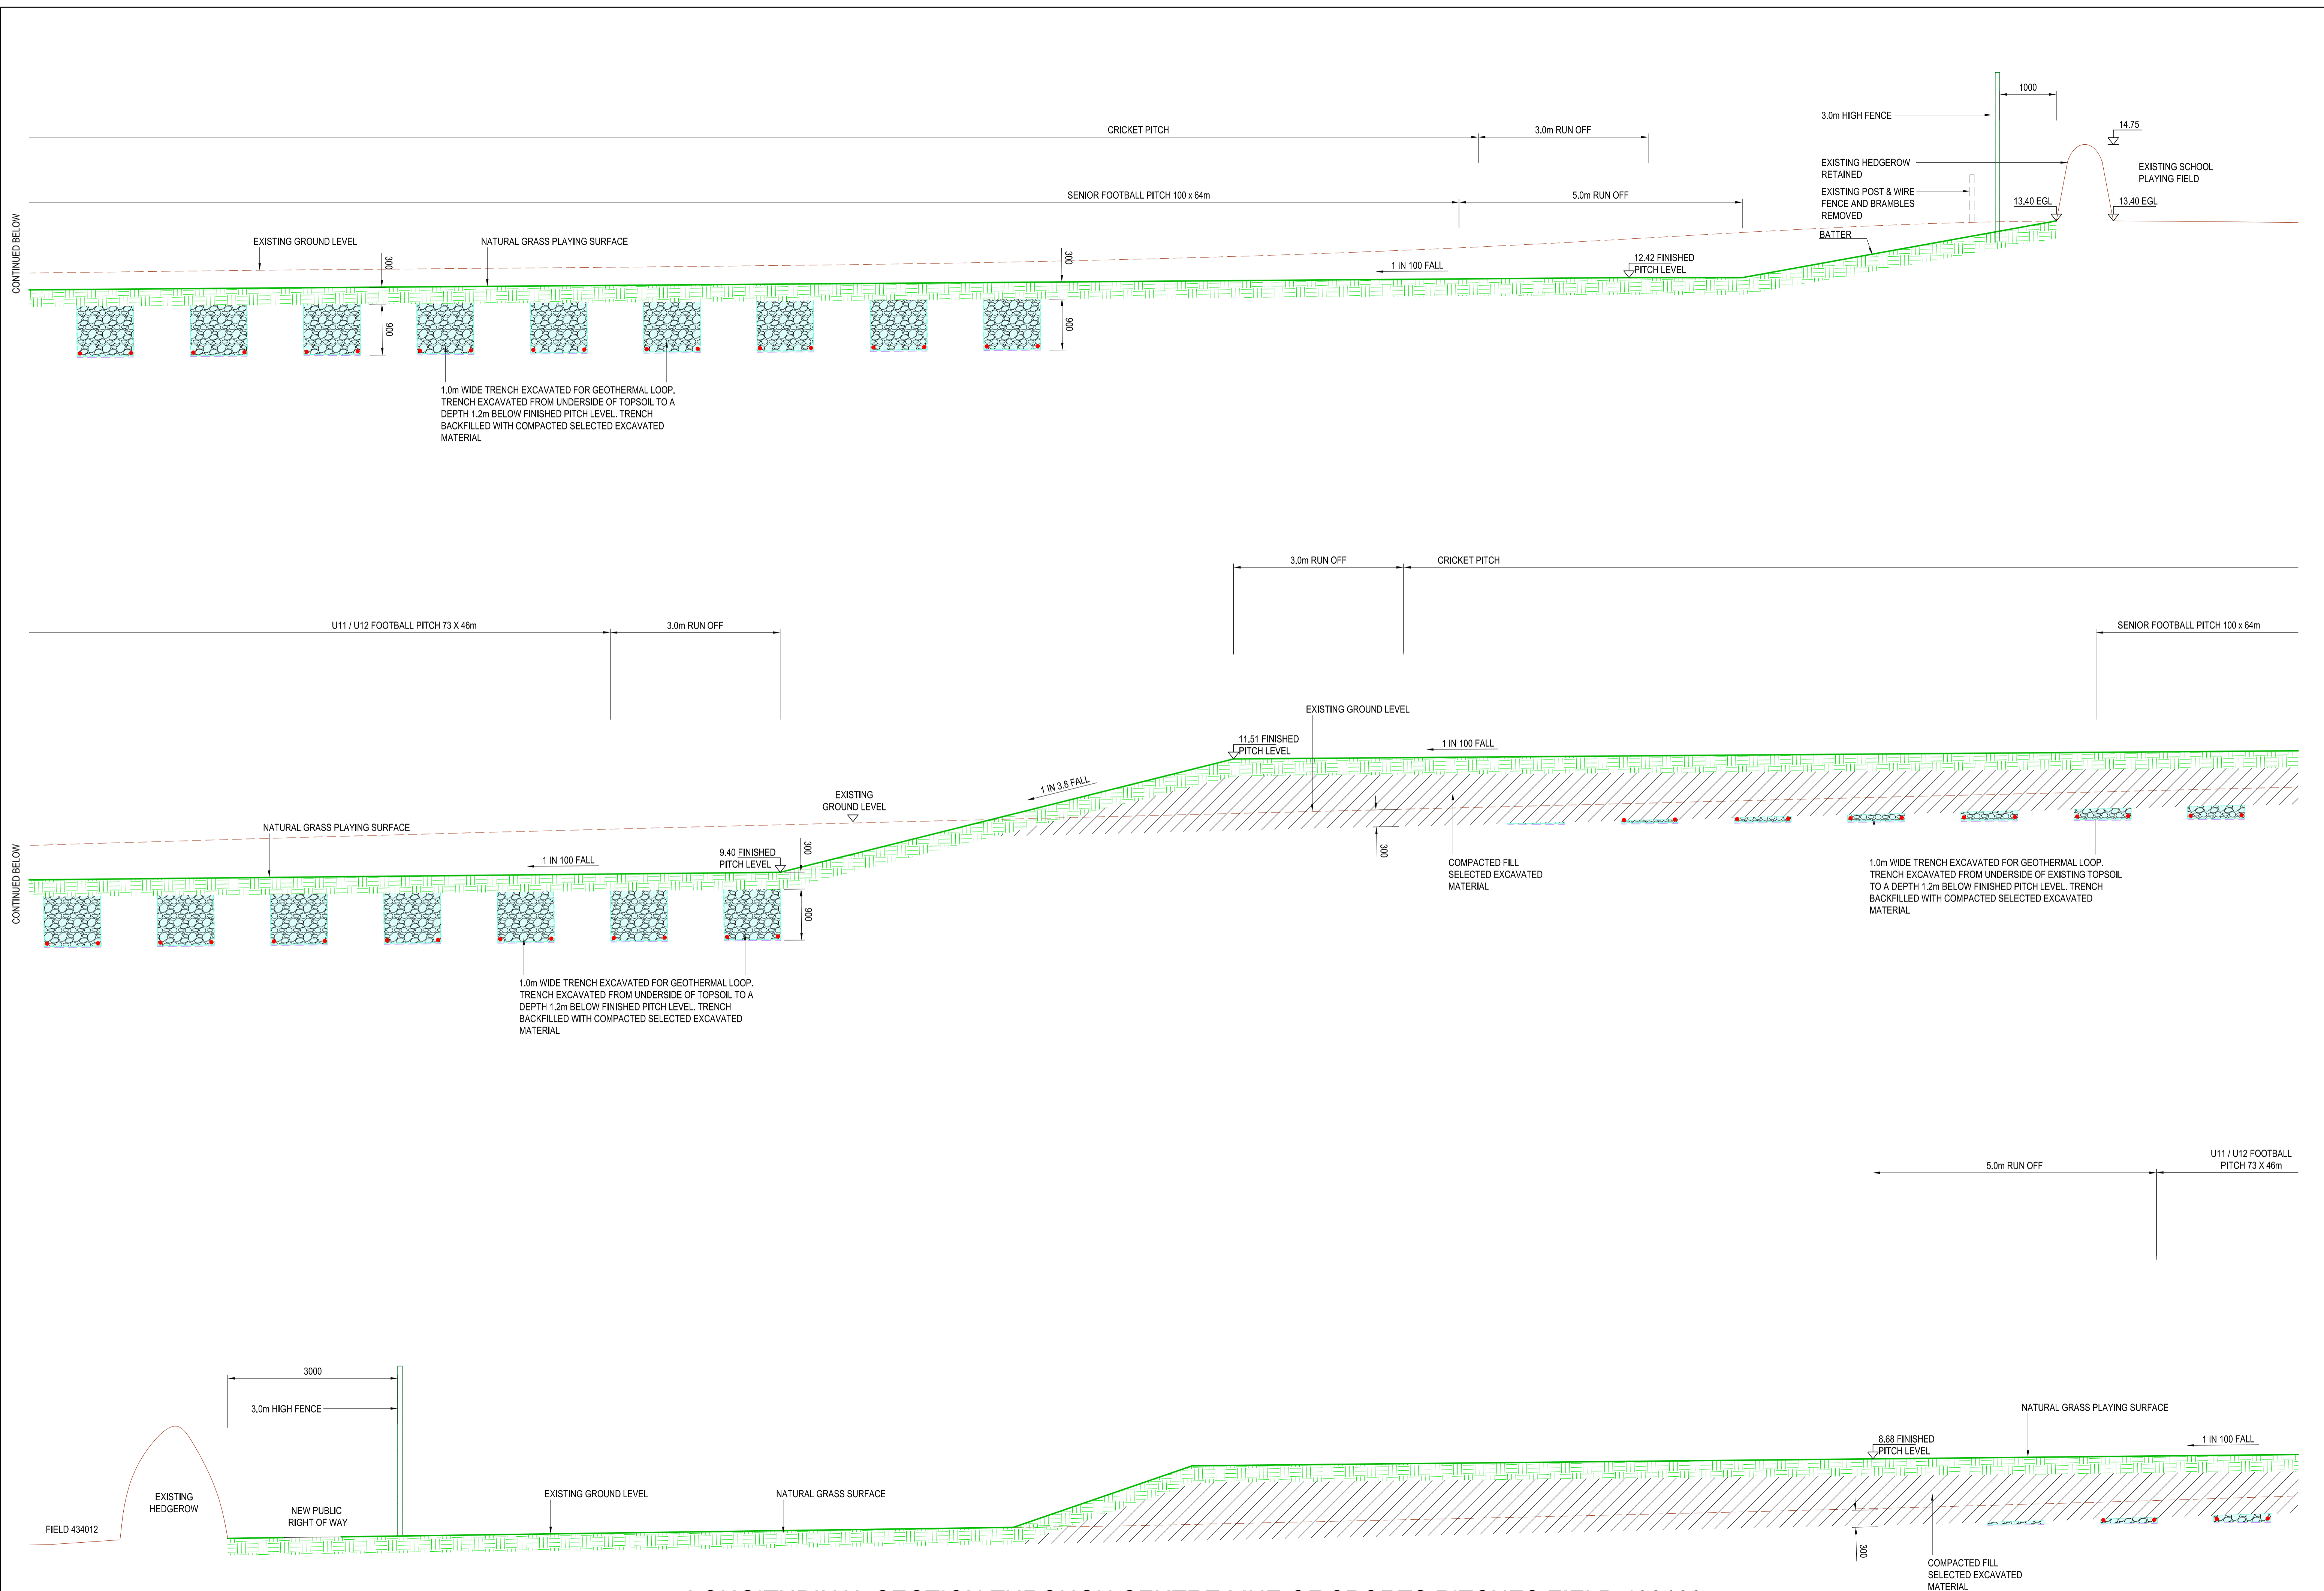 CRICKET PITCH
3.0m RUN OFF
1000
3.0m HIGH FENCE
14.75
EXISTING HEDGEROW
RETAINED
EXISTING SCHOOL
PLAYING FIELD
EXISTING POST & WIRE
FENCE AND BRAMBLES
REMOVED
SENIOR FOOTBALL PITCH 100 x 64m
5.0m RUN OFF
13.40 EGL
13.40 EGL
BATTER
CONTINUED BELOW
EXISTING GROUND LEVEL
NATURAL GRASS PLAYING SURFACE
300
300
1 IN 100 FALL
12.42 FINISHED
PITCH LEVEL
900
900
1.0m WIDE TRENCH EXCAVATED FOR GEOTHERMAL LOOP.
TRENCH EXCAVATED FROM UNDERSIDE OF TOPSOIL TO A
DEPTH 1.2m BELOW FINISHED PITCH LEVEL. TRENCH
BACKFILLED WITH COMPACTED SELECTED EXCAVATED
MATERIAL
3.0m RUN OFF
CRICKET PITCH
U11 / U12 FOOTBALL PITCH 73 X 46m
3.0m RUN OFF
SENIOR FOOTBALL PITCH 100 x 64m
EXISTING GROUND LEVEL
11.51 FINISHED
PITCH LEVEL
1 IN 100 FALL
1 IN 3.8 FALL
EXISTING
GROUND LEVEL
CONTINUED BELOW
NATURAL GRASS PLAYING SURFACE
1 IN 100 FALL
9.40 FINISHED
PITCH LEVEL
300
300
900
COMPACTED FILL
SELECTED EXCAVATED
MATERIAL
1.0m WIDE TRENCH EXCAVATED FOR GEOTHERMAL LOOP.
TRENCH EXCAVATED FROM UNDERSIDE OF EXISTING TOPSOIL
TO A DEPTH 1.2m BELOW FINISHED PITCH LEVEL. TRENCH
BACKFILLED WITH COMPACTED SELECTED EXCAVATED
MATERIAL
1.0m WIDE TRENCH EXCAVATED FOR GEOTHERMAL LOOP.
TRENCH EXCAVATED FROM UNDERSIDE OF TOPSOIL TO A
DEPTH 1.2m BELOW FINISHED PITCH LEVEL. TRENCH
BACKFILLED WITH COMPACTED SELECTED EXCAVATED
MATERIAL
5.0m RUN OFF
U11 / U12 FOOTBALL
PITCH 73 X 46m
3000
3.0m HIGH FENCE
NATURAL GRASS PLAYING SURFACE
8.68 FINISHED
PITCH LEVEL
1 IN 100 FALL
EXISTING
HEDGEROW
FIELD 434012
NEW PUBLIC
RIGHT OF WAY
EXISTING GROUND LEVEL
NATURAL GRASS SURFACE
300
COMPACTED FILL
SELECTED EXCAVATED
MATERIAL